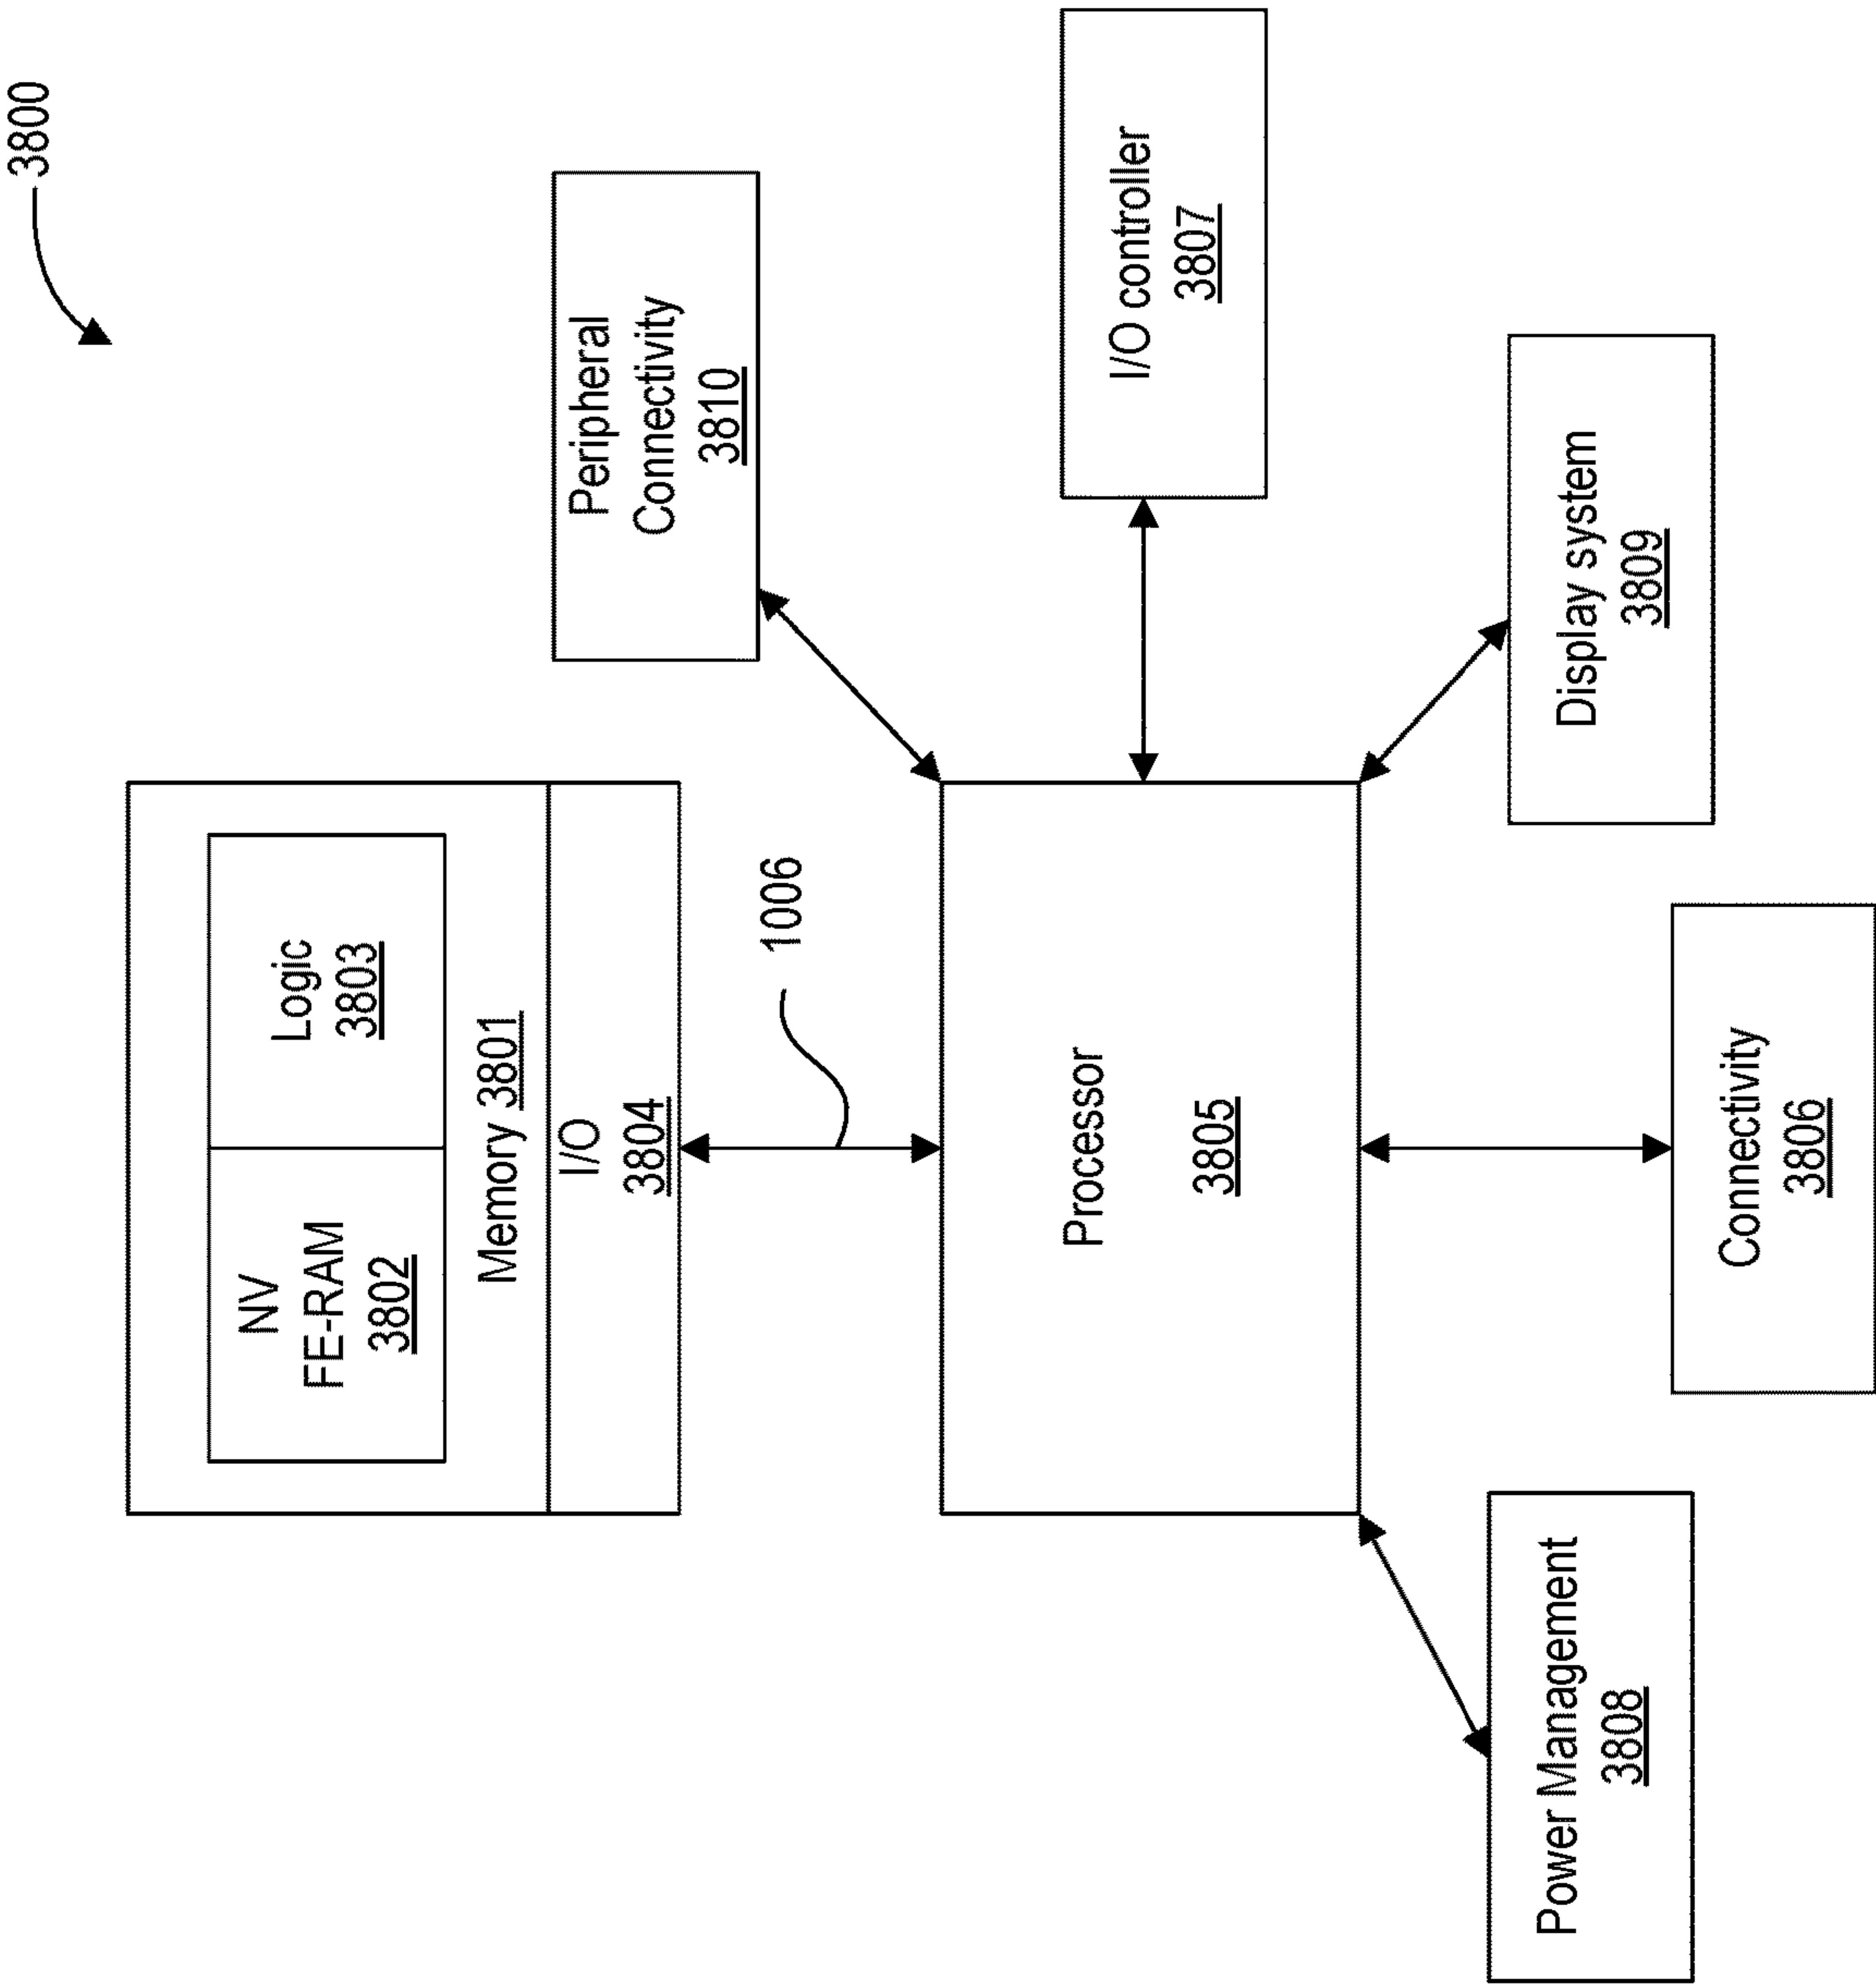 3800
NV
FE-RAM
3802
Logic
3803
Memory 3801
I/O
3804
1006
Peripheral
Connectivity
3810
Processor
3805
I/O controller
3807
Display system
3809
Connectivity
3806
Power Management
3808